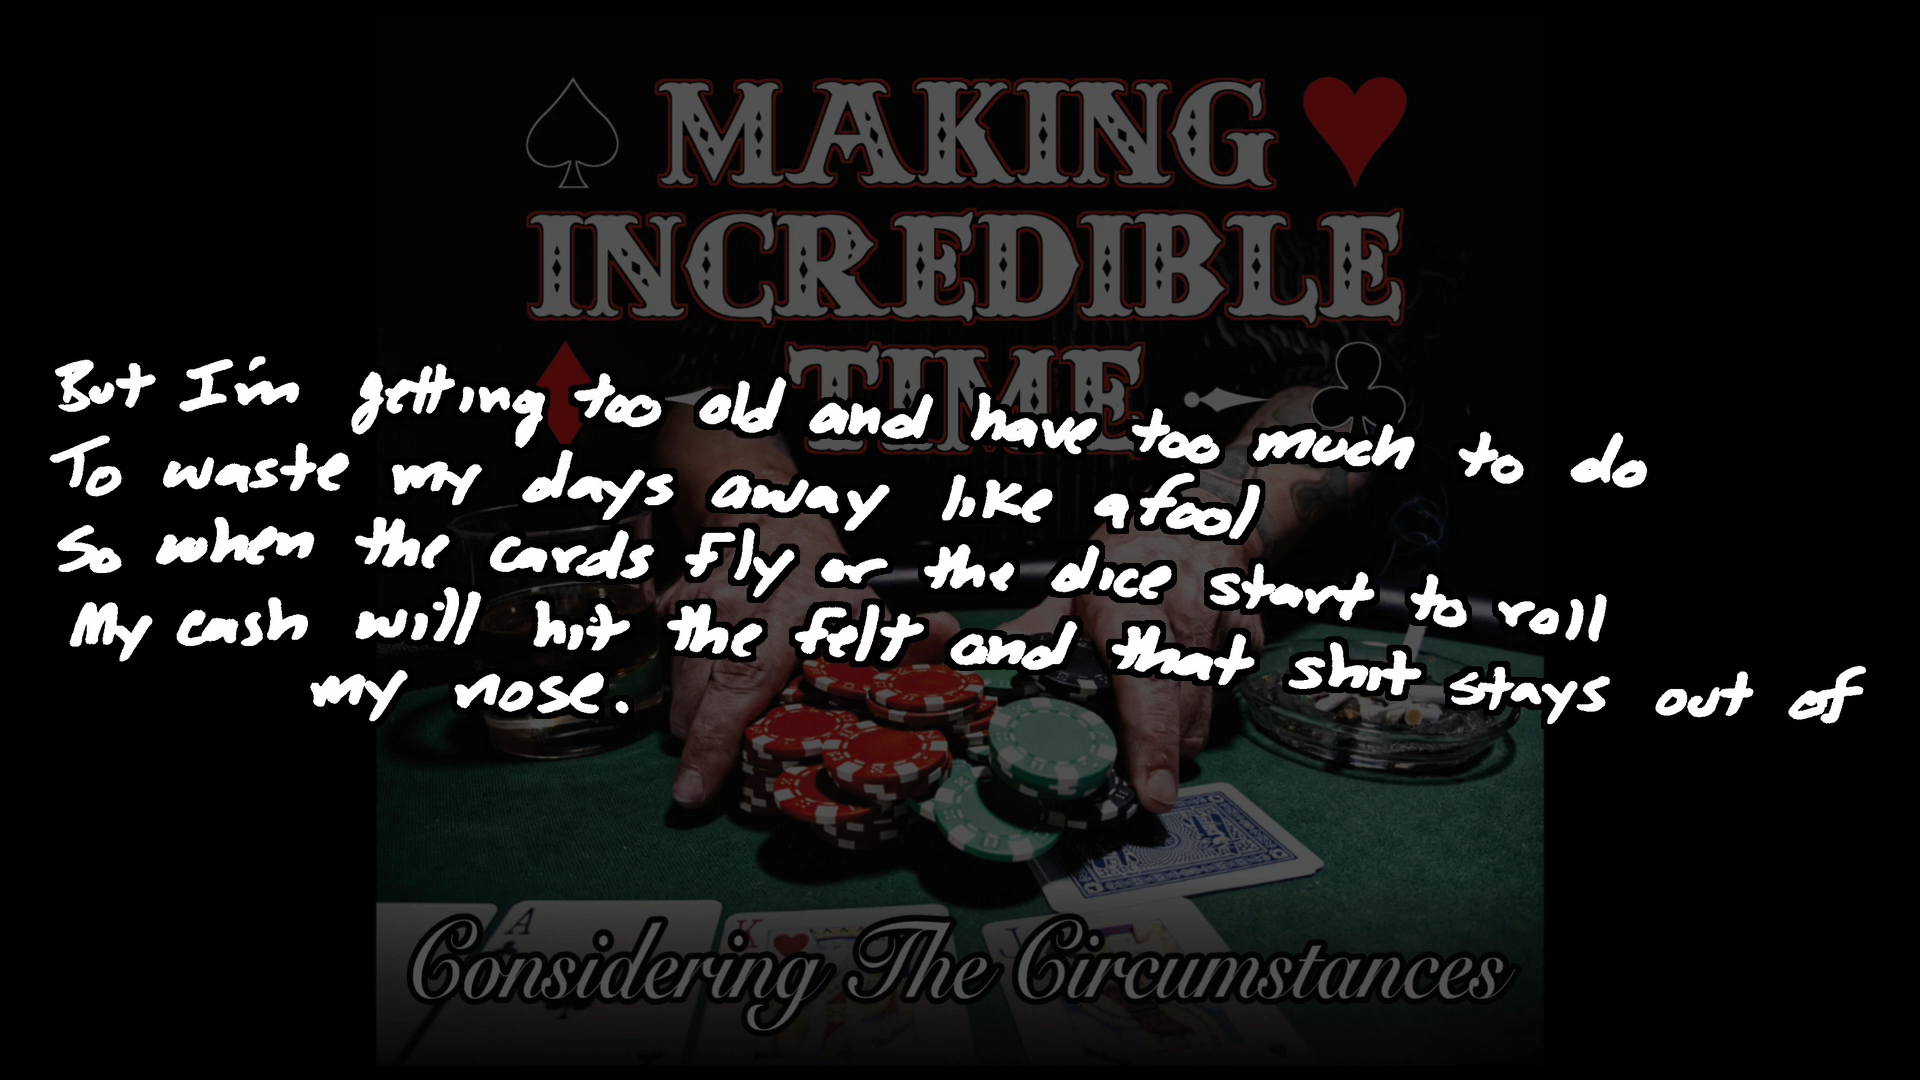 MAKING
INCREDIBLE
TIME
But I'm getting too old and have too much to do
To waste my days away like a fool
So when the cards fly or the dice start to roll
My cash will hit the felt and that shit stays out of
my nose.
A
K
J
Considering The Circumstances